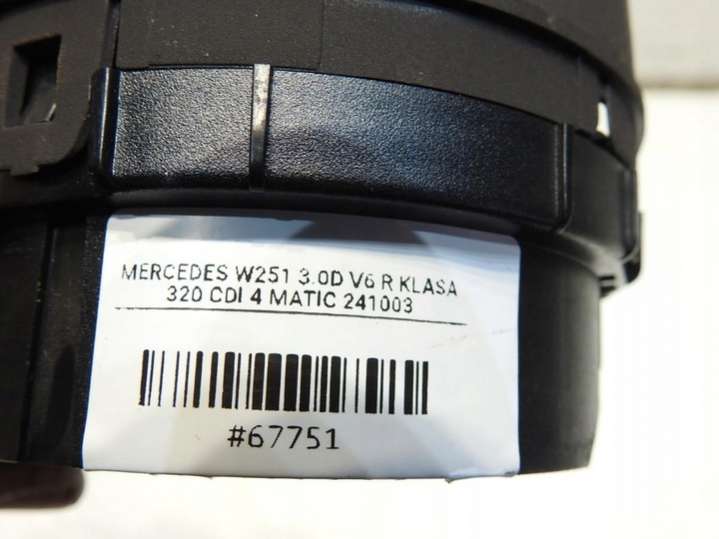 MERCEDES W251 3.0D V6 R KLASA
320 CDI 4 MATIC 241003
#67751